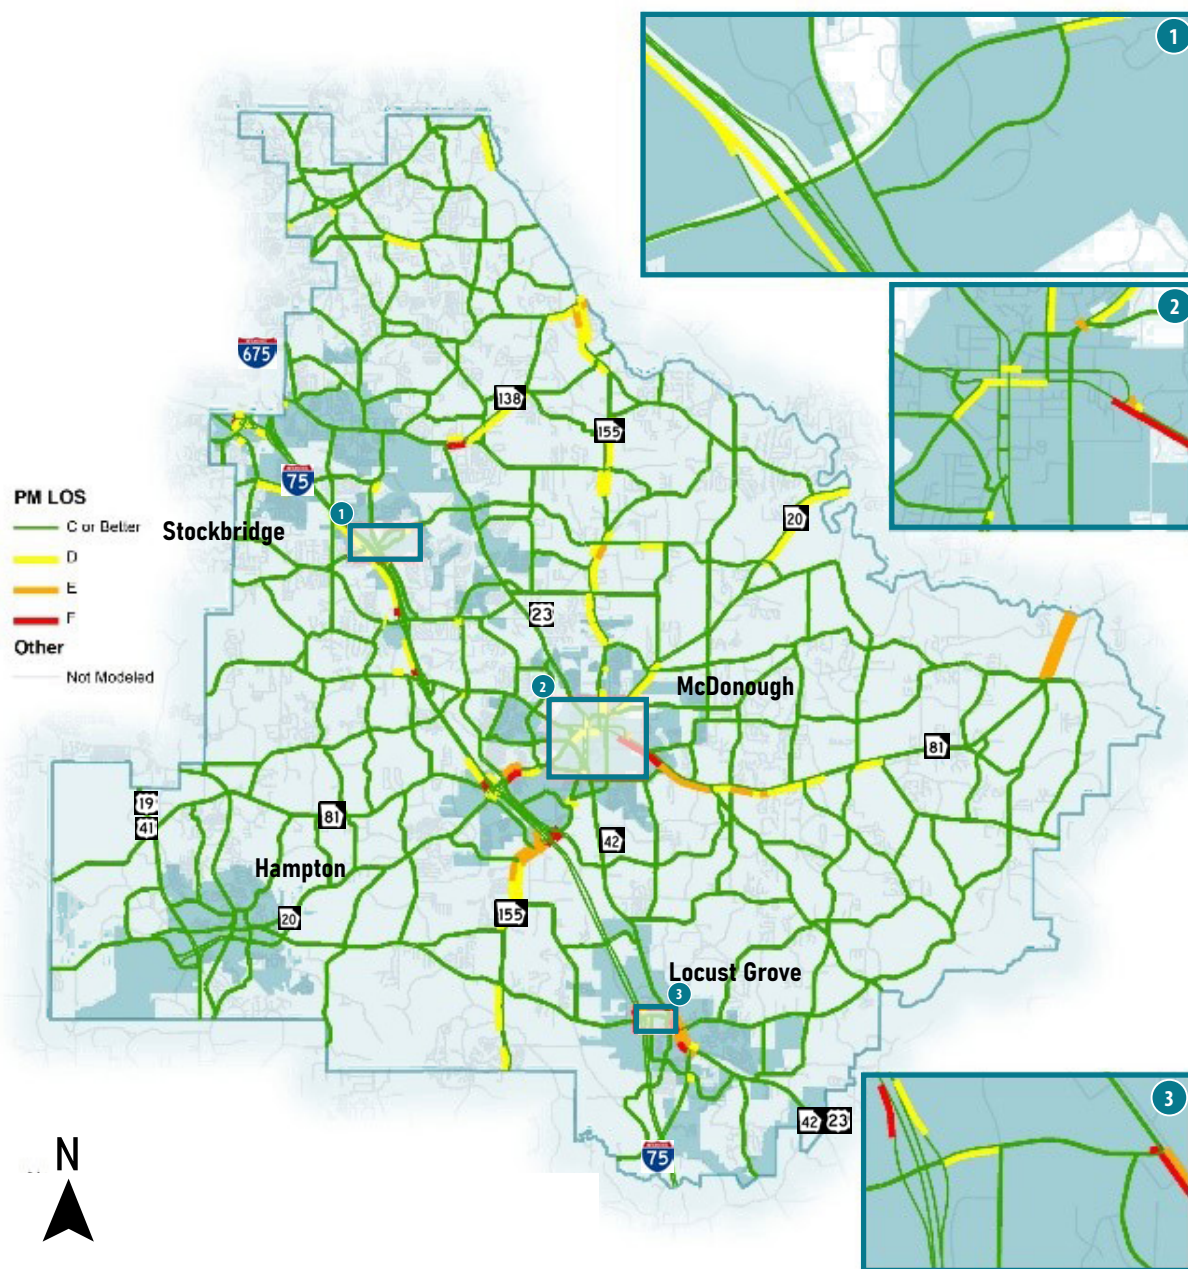 1
2
675
138
155
75
PM LOS
C or Better
D
E
F
Other
Not Modeled
Stockbridge
1
20
23
2
McDonough
81
19
41
81
42
Hampton
20
155
Locust Grove
3
42 23
75
3
N